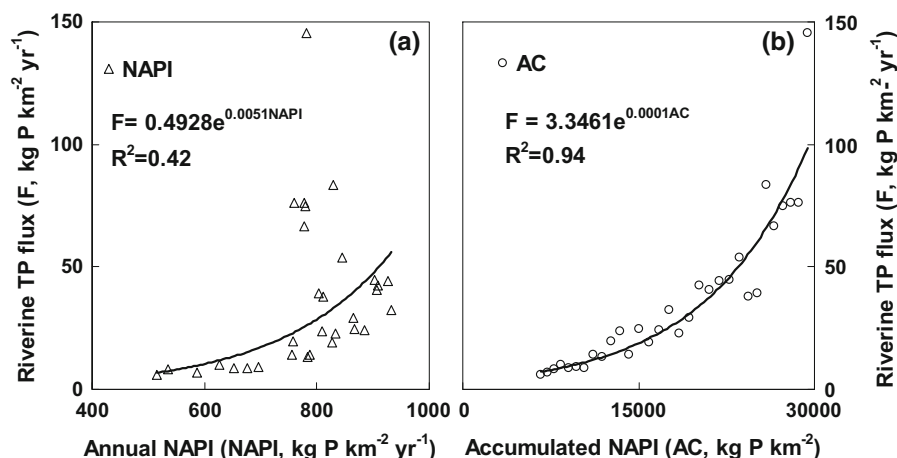 150
(a)
△ NAPI
F= 0.4928e^0.0051NAPI
R²=0.42
100
50
0
400 600 800 1000
Riverine TP flux (F, kg P km⁻² yr⁻¹)
Annual NAPI (NAPI, kg P km⁻² yr⁻¹)
150
(b)
○ AC
F = 3.3461e^0.0001AC
R²=0.94
100
50
0
0 15000 30000
Riverine TP flux (F, kg P km⁻² yr⁻¹)
Accumulated NAPI (AC, kg P km⁻²)